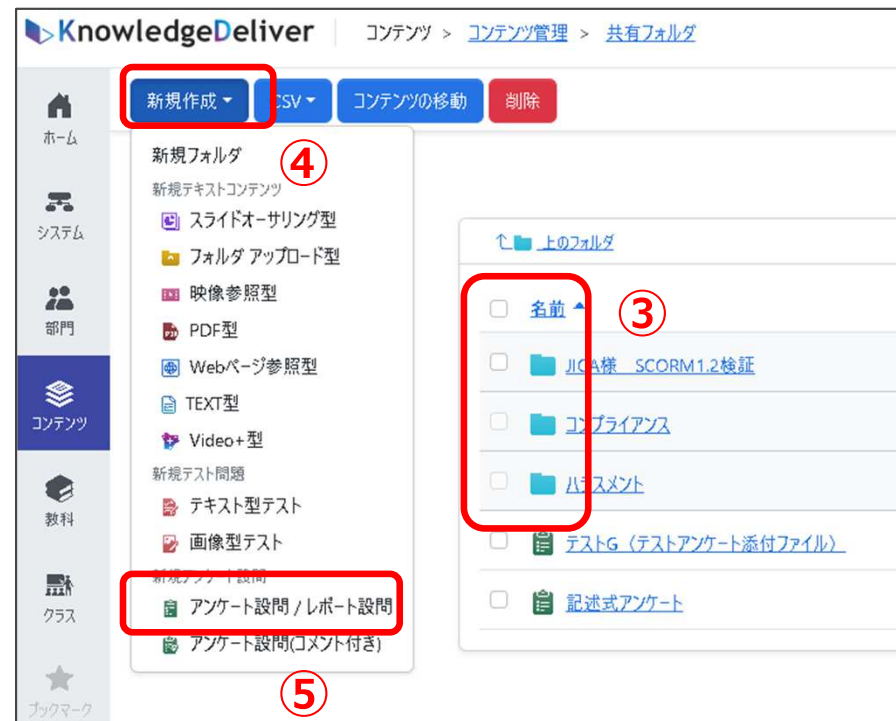 KnowledgeDeliver コンテンツ > コンテンツ管理 > 共有フォルダ
新規作成 CSV コンテンツの移動 削除
ホーム
システム
部門
コンテンツ
教科
クラス
ブックマーク
新規フォルダ
④
新規テキストコンテンツ
スライドオーサリング型
フォルダ アップロード型
映像参照型
PDF型
Webページ参照型
TEXT型
Video+型
新規テスト問題
テキスト型テスト
画像型テスト
新規アンケート設問
アンケート設問 / レポート設問
アンケート設問(コメント付き)
⑤
上のフォルダ
名前
③
JICA様 SCORM1.2検証
コンプライアンス
ハラスメント
テストG（テストアンケート添付ファイル）
記述式アンケート